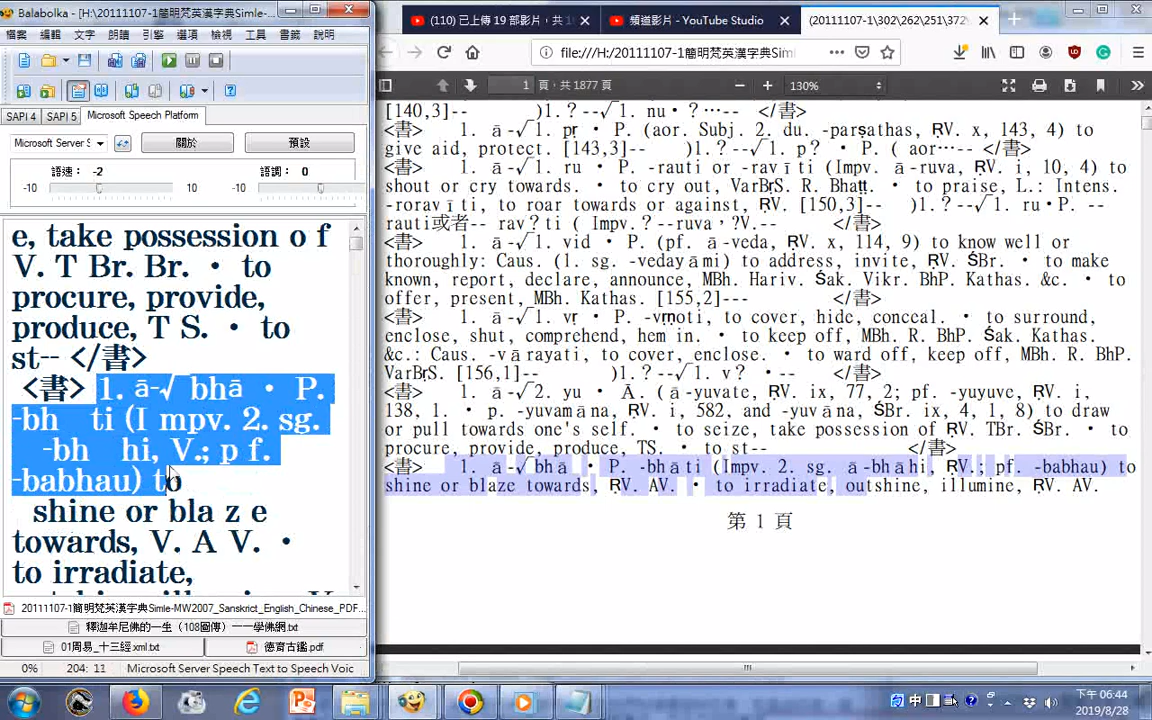 Balabolka - [H:\20111107-1簡明梵英漢字典Simle-...
檔案 編輯 文字 朗讀 引擎 選項 檢視 工具 書籤 說明
SAPI 4 SAPI 5 Microsoft Speech Platform
Microsoft Server S 關於 預設
語速： -2 語調： 0
-10 10 -10
e, take possession o f
V. T Br. Br. • to
procure, provide,
produce, T S. • to
st-- </書>
<書> 1. ā-√ bhā • P.
-bh ti (I mpv. 2. sg.
-bh hi, V.; p f.
-babhau) to
shine or bla z e
towards, V. A V. •
to irradiate,
20111107-1簡明梵英漢字典Simle-MW2007_Sanskrict_English_Chinese_PDF...
釋迦牟尼佛的一生（108圖傳）——學佛網.txt
01周易_十三經xml.txt 德育古鑑.pdf
0% 204: 11 Microsoft Server Speech Text to Speech Voic
(110) 已上傳 19 部影片，共 1 頻道影片 - YouTube Studio (20111107-1\302\262\251\372
file:///H:/20111107-1簡明梵英漢字典Sim
1 頁，共 1877 頁 130%
[140,3]-- )1.？--√ 1. nu‧？…-- </書>
<書> 1. ā-√1. pṛ • P. (aor. Subj. 2. du. -parṣathas, ṚV. x, 143, 4) to
give aid, protect. [143,3]-- )1.？--√ 1. p? • P. ( aor…-- </書>
<書> 1. ā-√1. ru • P. -rauti or -ravīti (Impv. ā-ruva, ṚV. i, 10, 4) to
shout or cry towards. • to cry out, VarBṛS. R. Bhaṭṭ. • to praise, L.: Intens.
-roravīti, to roar towards or against, ṚV. [150,3]-- )1.？--√ 1. ru‧P. --
rauti或者-- rav？ti ( Impv.？--ruva，?V.-- </書>
<書> 1. ā-√1. vid • P. (pf. ā-veda, ṚV. x, 114, 9) to know well or
thoroughly: Caus. (1. sg. -vedayāmi) to address, invite, ṚV. ŚBr. • to make
known, report, declare, announce, MBh. Hariv. Śak. Vikr. BhP. Kathas. &c. • to
offer, present, MBh. Kathas. [155,2]--- </書>
<書> 1. ā-√1. vṛ • P. -vṛṇoti, to cover, hide, conceal. • to surround,
enclose, shut, comprehend, hem in. • to keep off, MBh. R. BhP. Śak. Kathas.
&c.: Caus. -vārayati, to cover, enclose. • to ward off, keep off, MBh. R. BhP.
VarBṛS. [156,1]-- )1.？--√1. v? • </書>
<書> 1. ā-√2. yu • Ā. (ā-yuvate, ṚV. ix, 77, 2; pf. -yuyuve, ṚV. i,
138, 1. • p. -yuvamāna, ṚV. i, 582, and -yuvāna, ŚBr. ix, 4, 1, 8) to draw
or pull towards one's self. • to seize, take possession of ṚV. TBr. ŚBr. • to
procure, provide, produce, TS. • to st-- </書>
<書> 1. ā-√bhā • P. -bhāti (Impv. 2. sg. ā-bhāhi, ṚV.; pf. -babhau) to
shine or blaze towards, ṚV. AV. • to irradiate, outshine, illumine, ṚV. AV.
第 1 頁
中
下午 06:44
2019/8/28